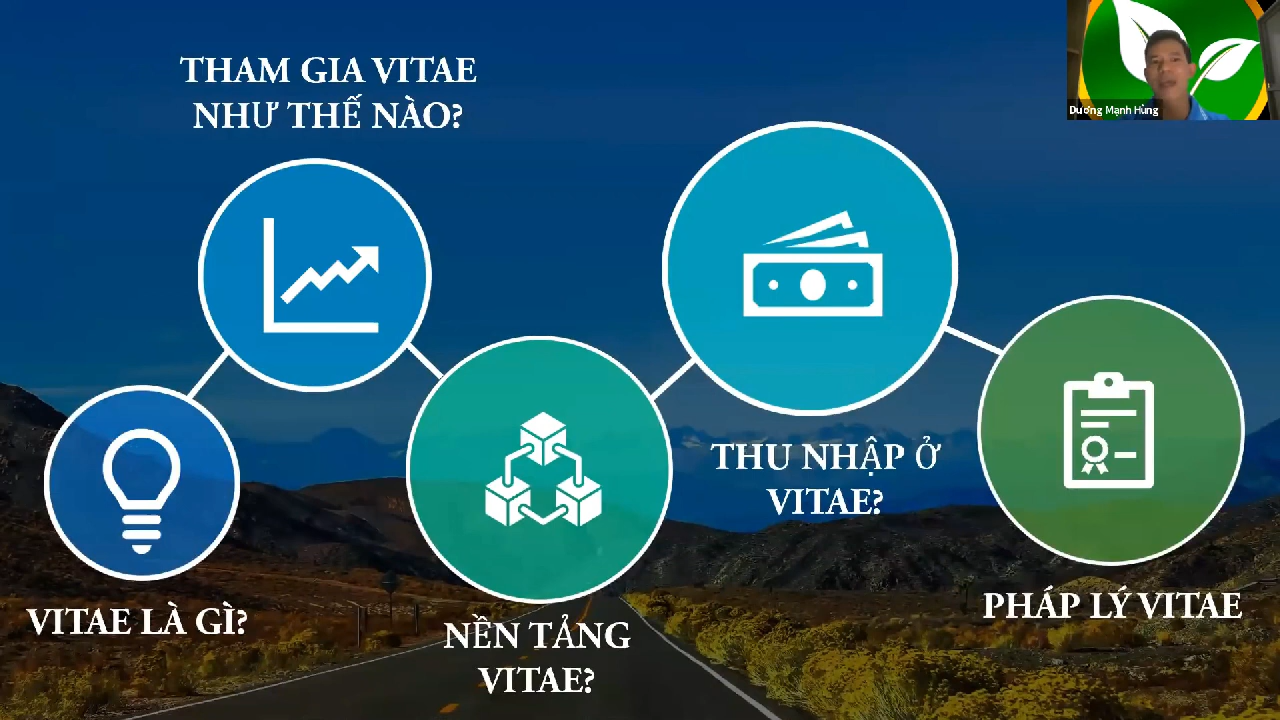 THAM GIA VITAE
NHƯ THẾ NÀO?
Dương Mạnh Hùng
THU NHẬP Ở
VITAE?
VITAE LÀ GÌ?
NỀN TẢNG
VITAE?
PHÁP LÝ VITAE